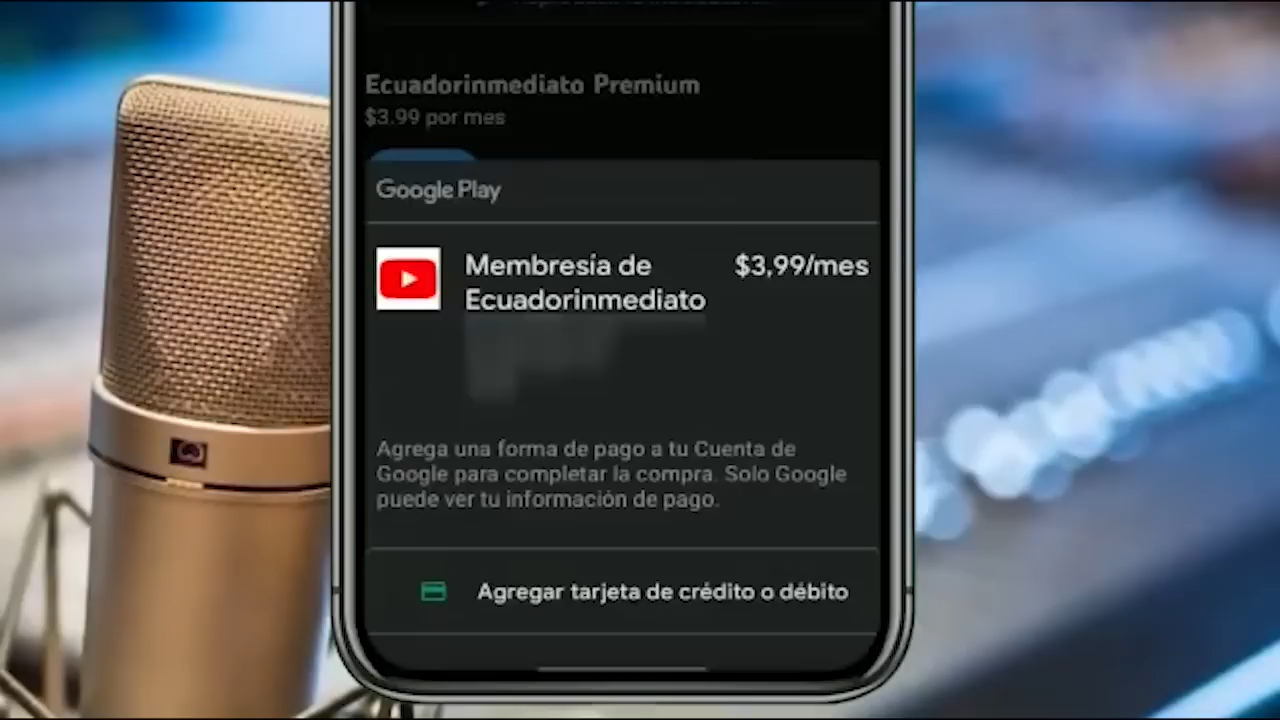 Ecuadorinmediato Premium
$3.99 por mes
Google Play
Membresía de $3,99/mes
Ecuadorinmediato
Agrega una forma de pago a tu Cuenta de
Google para completar la compra. Solo Google
puede ver tu información de pago.
Agregar tarjeta de crédito o débito